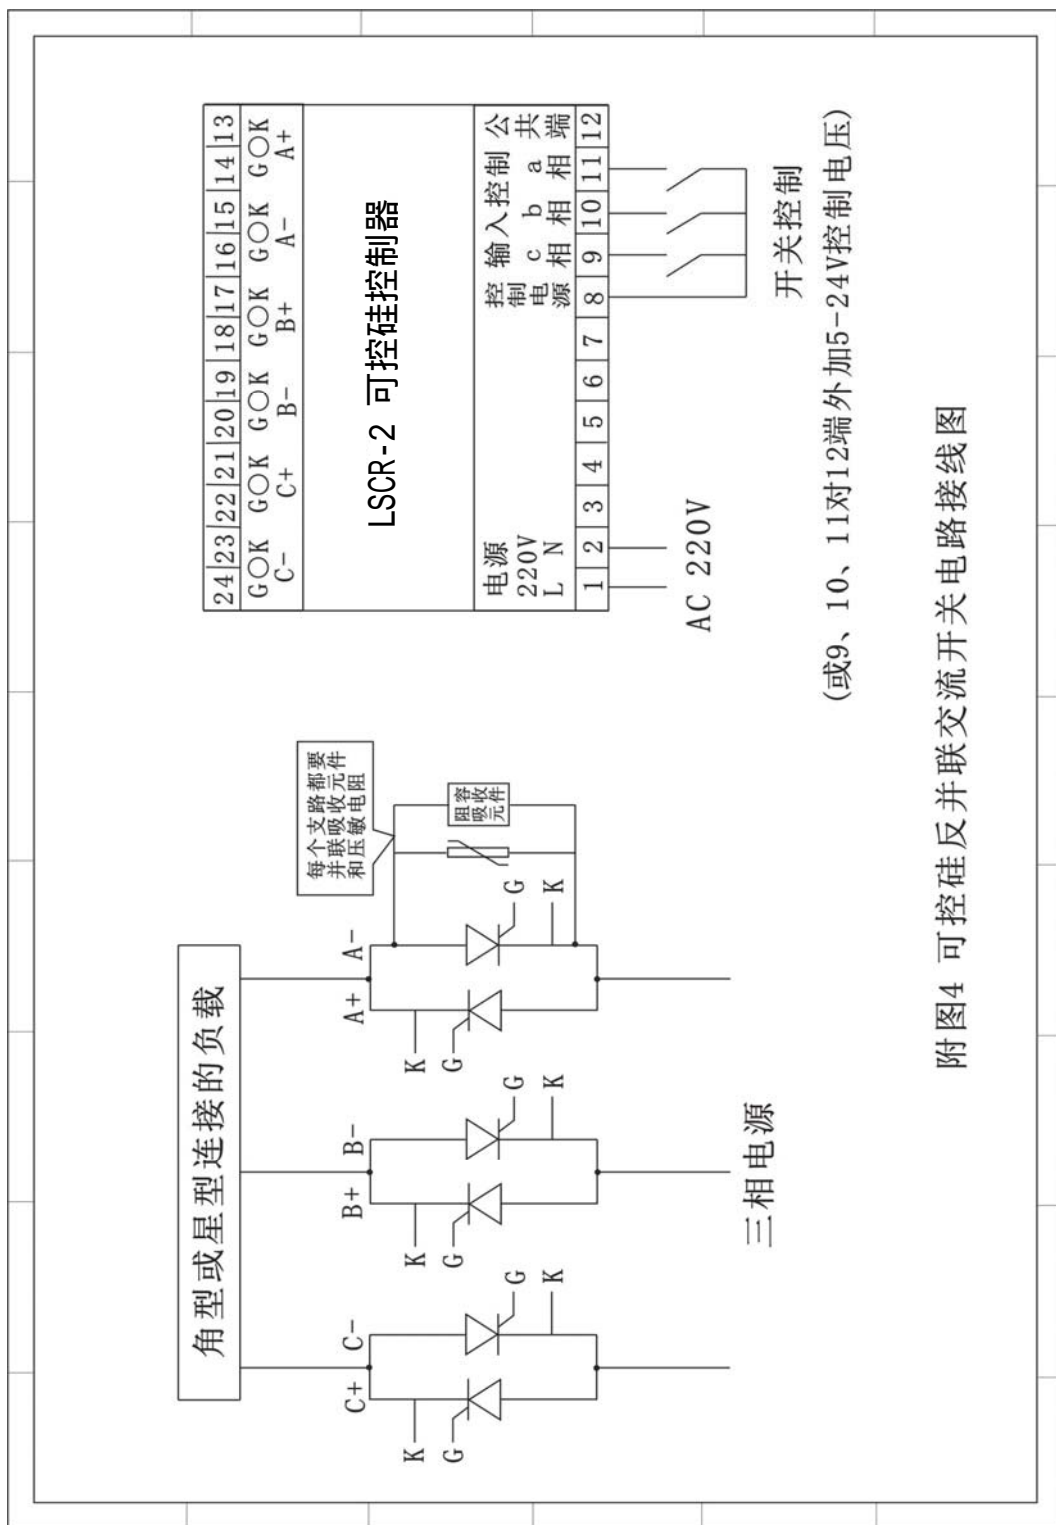 角型或星型连接的负载
C+ C- B+ B- A+ A-
K G G K
K G G K
K G G K
每个支路都要
并联吸收元件
和压敏电阻
阻容
吸收
元件
三相电源
24 23 22 21 20 19 18 17 16 15 14 13
G○K G○K G○K G○K G○K G○K
C- C+ B- B+ A- A+
LSCR-2 可控硅控制器
电源
220V
L N
控制电源
输入控制
c相 b相 a相
公共端
1 2 3 4 5 6 7 8 9 10 11 12
AC 220V
开关控制
(或9、10、11对12端外加5-24V控制电压)
附图4 可控硅反并联交流开关电路接线图